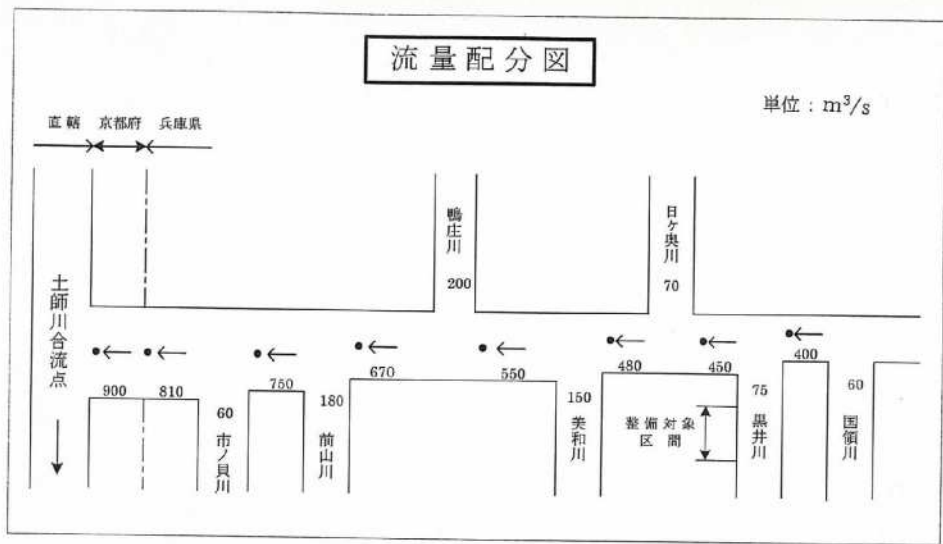 流量配分図
単位：m³/s
直轄 京都府 兵庫県
鴨庄川
200
日ヶ奥川
70
土師川合流点
900 810 750 670 550 480 450 400
60
市ノ貝川
180
前山川
150
美和川
整備対象
区間
75
黒井川
60
国領川